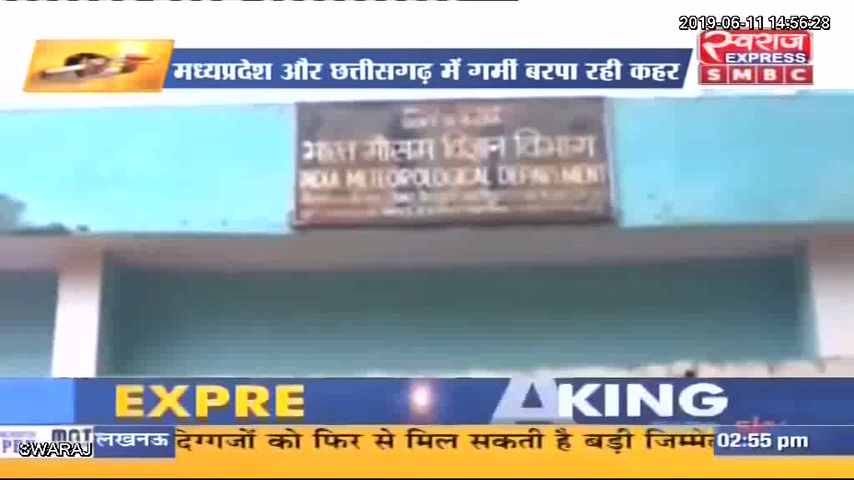 2019-06-11 14:56:28
स्वराज
EXPRESS
SMBC
मध्यप्रदेश और छत्तीसगढ़ में गर्मी बरपा रही कहर
भारत मौसम विज्ञान विभाग
INDIA METEOROLOGICAL DEPARTMENT
EXPRE AKING
लखनऊ दिग्गजों को फिर से मिल सकती है बड़ी 02:55 pm
SWARAJ